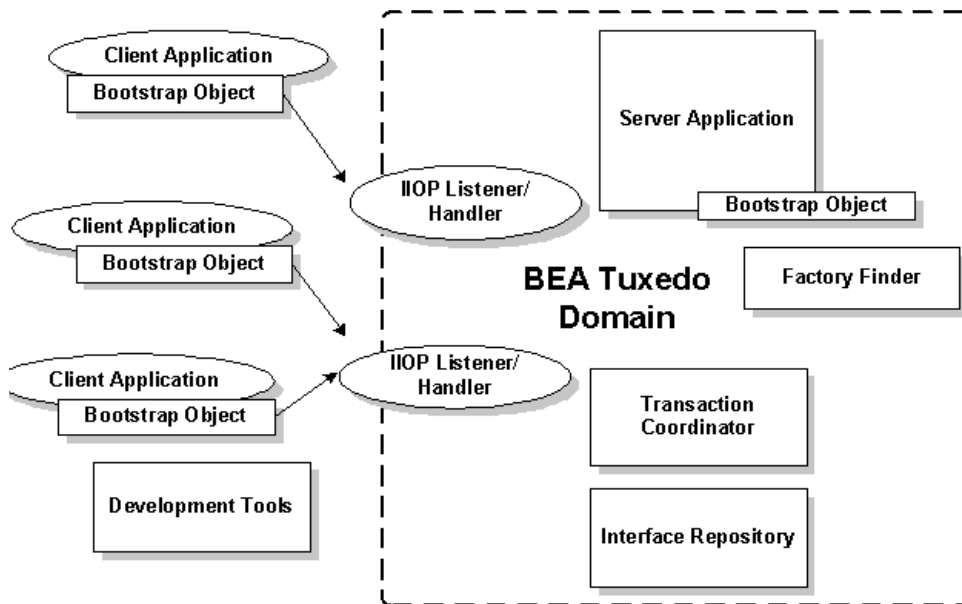 Client Application
Bootstrap Object
Server Application
IIOP Listener/
Handler
Bootstrap Object
Client Application
Bootstrap Object
BEA Tuxedo
Domain
Factory Finder
IIOP Listener/
Handler
Client Application
Bootstrap Object
Transaction
Coordinator
Development Tools
Interface Repository